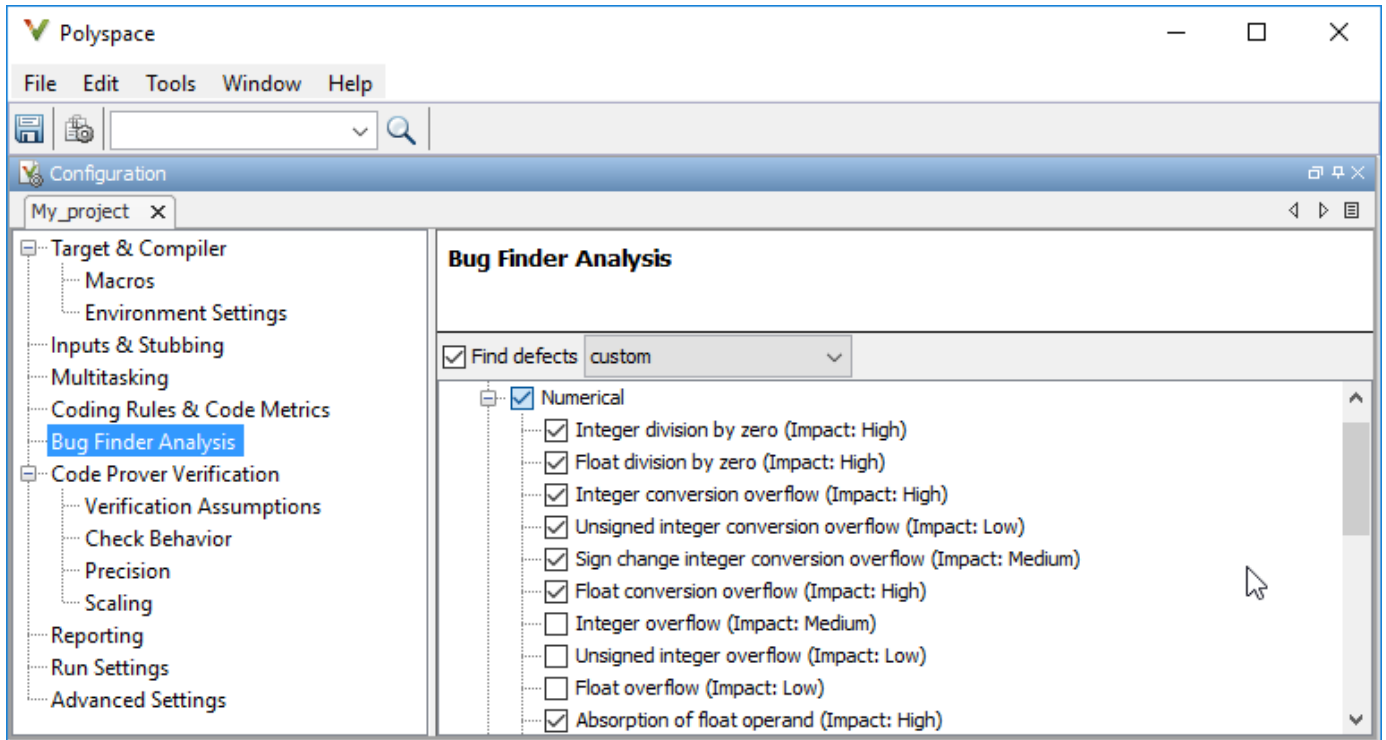 Polyspace
File Edit Tools Window Help
Configuration
My_project
Target & Compiler
Macros
Environment Settings
Inputs & Stubbing
Multitasking
Coding Rules & Code Metrics
Bug Finder Analysis
Code Prover Verification
Verification Assumptions
Check Behavior
Precision
Scaling
Reporting
Run Settings
Advanced Settings
Bug Finder Analysis
Find defects custom
Numerical
Integer division by zero (Impact: High)
Float division by zero (Impact: High)
Integer conversion overflow (Impact: High)
Unsigned integer conversion overflow (Impact: Low)
Sign change integer conversion overflow (Impact: Medium)
Float conversion overflow (Impact: High)
Integer overflow (Impact: Medium)
Unsigned integer overflow (Impact: Low)
Float overflow (Impact: Low)
Absorption of float operand (Impact: High)